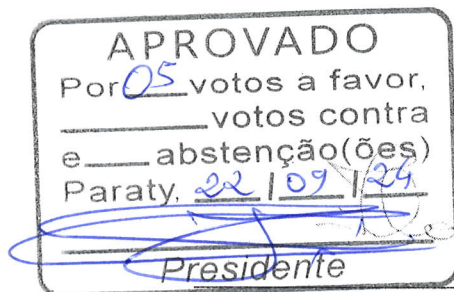 APROVADO
Por 05 votos a favor,
votos contra
e abstenção(ões)
Paraty, 22 / 09 / 24
Presidente